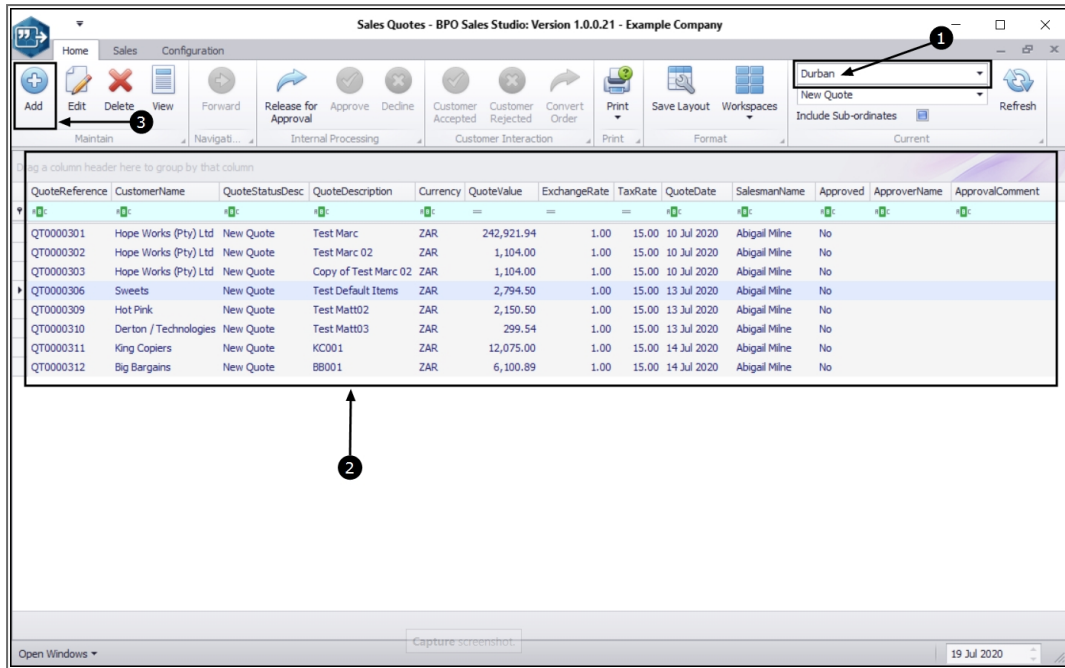 Sales Quotes - BPO Sales Studio: Version 1.0.0.21 - Example Company
1
Home Sales Configuration
Durban
New Quote
Include Sub-ordinates
Add Edit Delete View Forward Release for Approval Approve Decline Customer Accepted Customer Rejected Convert Order Print Save Layout Workspaces Refresh
3
Maintain Navigati... Internal Processing Customer Interaction Print Format Current
Drag a column header here to group by that column
QuoteReference CustomerName QuoteStatusDesc QuoteDescription Currency QuoteValue ExchangeRate TaxRate QuoteDate SalesmanName Approved ApproverName ApprovalComment
QT0000301 Hope Works (Pty) Ltd New Quote Test Marc ZAR 242,921.94 1.00 15.00 10 Jul 2020 Abigail Milne No
QT0000302 Hope Works (Pty) Ltd New Quote Test Marc 02 ZAR 1,104.00 1.00 15.00 10 Jul 2020 Abigail Milne No
QT0000303 Hope Works (Pty) Ltd New Quote Copy of Test Marc 02 ZAR 1,104.00 1.00 15.00 10 Jul 2020 Abigail Milne No
QT0000306 Sweets New Quote Test Default Items ZAR 2,794.50 1.00 15.00 13 Jul 2020 Abigail Milne No
QT0000309 Hot Pink New Quote Test Matt02 ZAR 2,150.50 1.00 15.00 13 Jul 2020 Abigail Milne No
QT0000310 Derton / Technologies New Quote Test Matt03 ZAR 299.54 1.00 15.00 13 Jul 2020 Abigail Milne No
QT0000311 King Copiers New Quote KC001 ZAR 12,075.00 1.00 15.00 14 Jul 2020 Abigail Milne No
QT0000312 Big Bargains New Quote BB001 ZAR 6,100.89 1.00 15.00 14 Jul 2020 Abigail Milne No
2
Capture screenshot.
Open Windows 19 Jul 2020